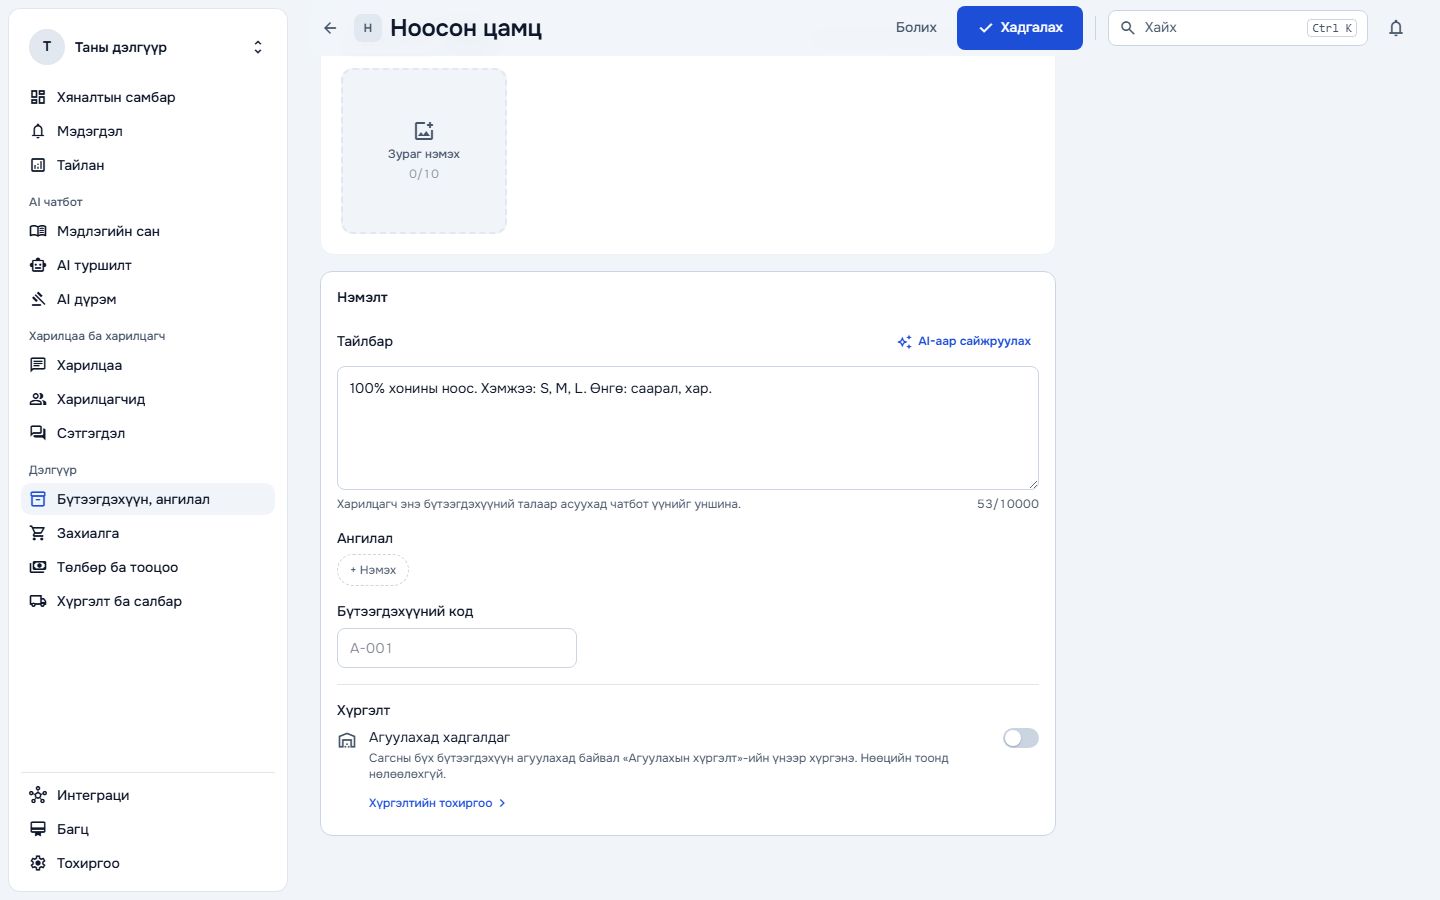 Т
Таны дэлгүүр
Хяналтын самбар
Мэдэгдэл
Тайлан
AI чатбот
Мэдлэгийн сан
AI туршилт
AI дүрэм
Харилцаа ба харилцагч
Харилцаа
Харилцагчид
Сэтгэгдэл
Дэлгүүр
Бүтээгдэхүүн, ангилал
Захиалга
Төлбөр ба тооцоо
Хүргэлт ба салбар
Интеграци
Багц
Тохиргоо
Н
Ноосон цамц
Болих
Хадгалах
Хайх
Ctrl K
Зураг нэмэх
0/10
Нэмэлт
Тайлбар
AI-аар сайжруулах
100% хонины ноос. Хэмжээ: S, M, L. Өнгө: саарал, хар.
Харилцагч энэ бүтээгдэхүүний талаар асуухад чатбот үүнийг уншина.
53/10000
Ангилал
+ Нэмэх
Бүтээгдэхүүний код
A-001
Хүргэлт
Агуулахад хадгалдаг
Сагсны бүх бүтээгдэхүүн агуулахад байвал «Агуулахын хүргэлт»-ийн үнээр хүргэнэ. Нөөцийн тоонд
нөлөөлөхгүй.
Хүргэлтийн тохиргоо